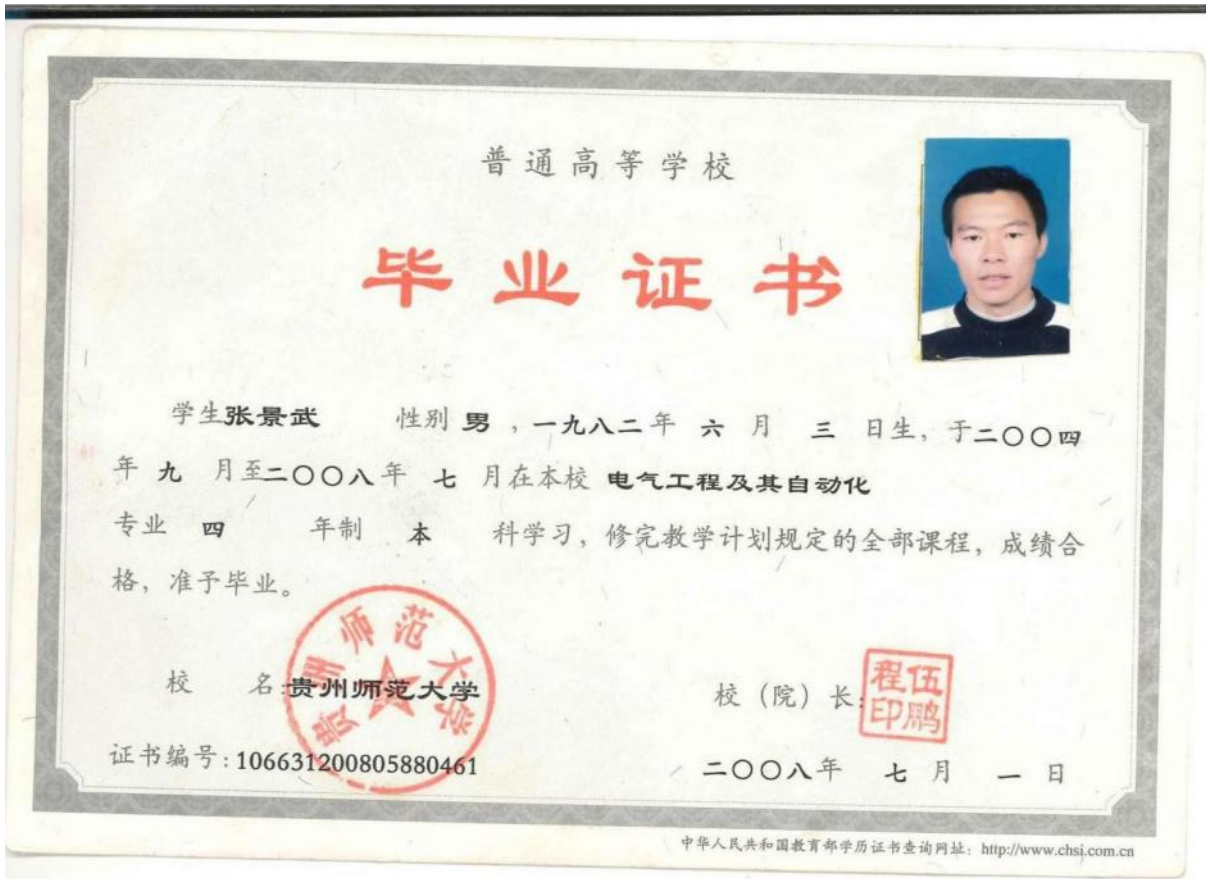 普通高等学校
毕业证书
学生张景武 性别 男 ,一九八二年 六 月 三 日生, 于二〇〇四
年 九 月至二〇〇八年 七 月在本校 电气工程及其自动化
专业 四 年制 本 科学习, 修完教学计划规定的全部课程, 成绩合
格, 准予毕业。
贵州师范大学
校 名:贵州师范大学
校 (院) 长:
伍鹏程印
证书编号: 106631200805880461
二〇〇八年 七 月 一 日
中华人民共和国教育部学历证书查询网址: http://www.chsi.com.cn